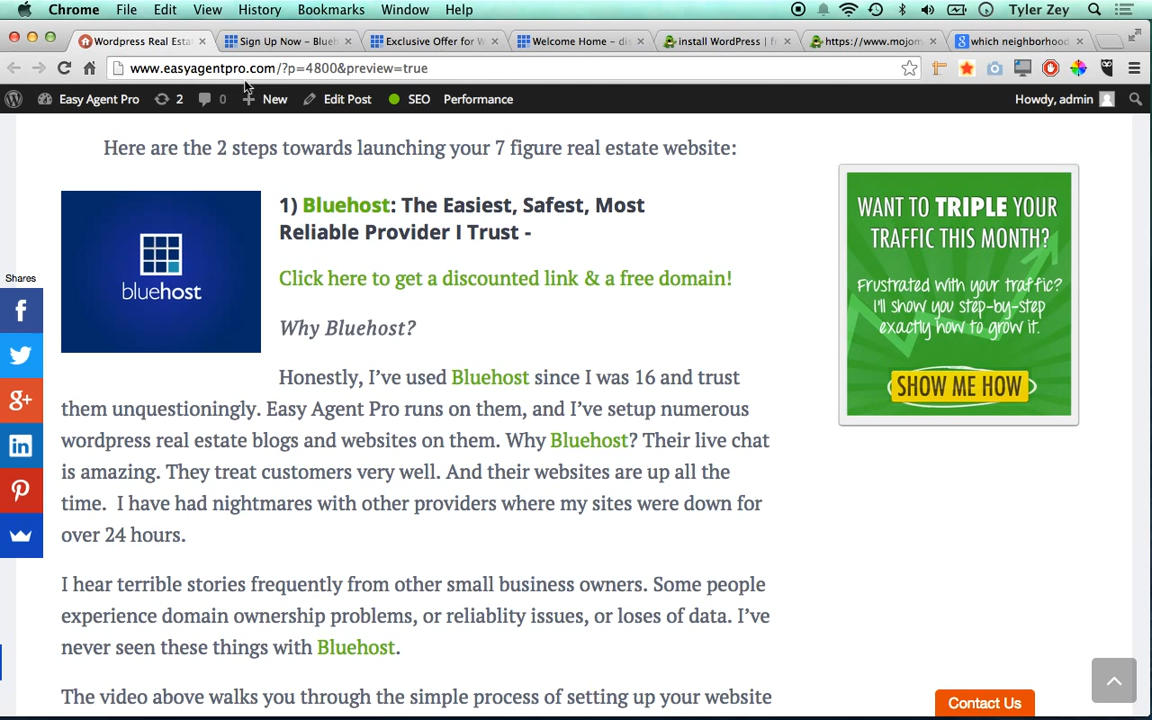 Chrome File Edit View History Bookmarks Window Help Tyler Zey
Wordpress Real Esta
Sign Up Now – Blueh
Exclusive Offer for W
Welcome Home – dis
install WordPress | fr
https://www.mojom
which neighborhood
www.easyagentpro.com/?p=4800&preview=true
Easy Agent Pro 2 0 New Edit Post SEO Performance Howdy, admin
Here are the 2 steps towards launching your 7 figure real estate website:
bluehost
1) Bluehost: The Easiest, Safest, Most
Reliable Provider I Trust -
Click here to get a discounted link & a free domain!
Why Bluehost?
Honestly, I've used Bluehost since I was 16 and trust
them unquestioningly. Easy Agent Pro runs on them, and I've setup numerous
wordpress real estate blogs and websites on them. Why Bluehost? Their live chat
is amazing. They treat customers very well. And their websites are up all the
time. I have had nightmares with other providers where my sites were down for
over 24 hours.
I hear terrible stories frequently from other small business owners. Some people
experience domain ownership problems, or reliablity issues, or loses of data. I've
never seen these things with Bluehost.
The video above walks you through the simple process of setting up your website
Shares
WANT TO TRIPLE YOUR
TRAFFIC THIS MONTH?
Frustrated with your traffic?
I'll show you step-by-step
exactly how to grow it.
SHOW ME HOW
Contact Us